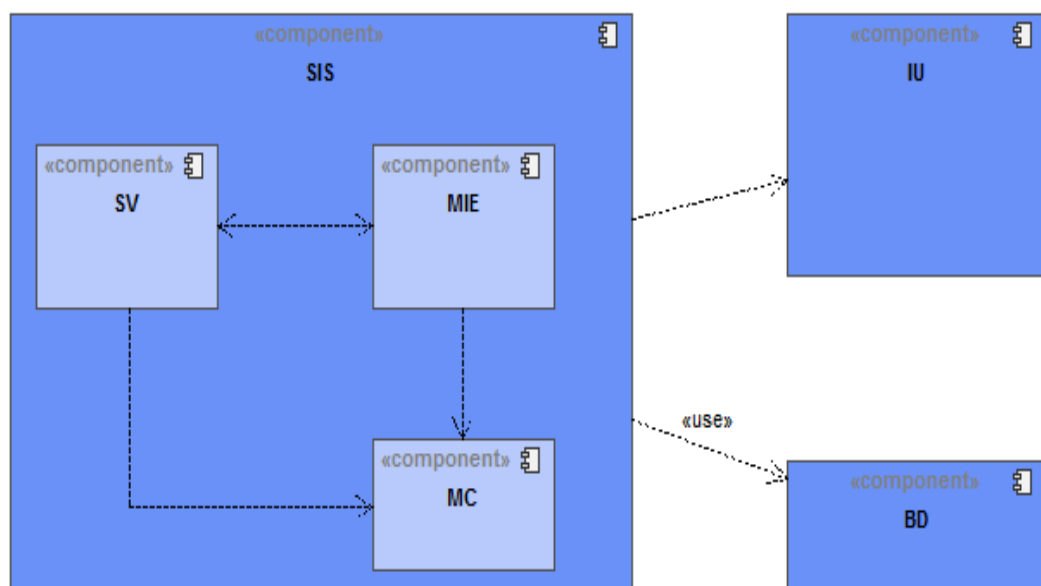 «component»
SIS
«component»
SV
«component»
MIE
«component»
MC
«component»
IU
«use»
«component»
BD